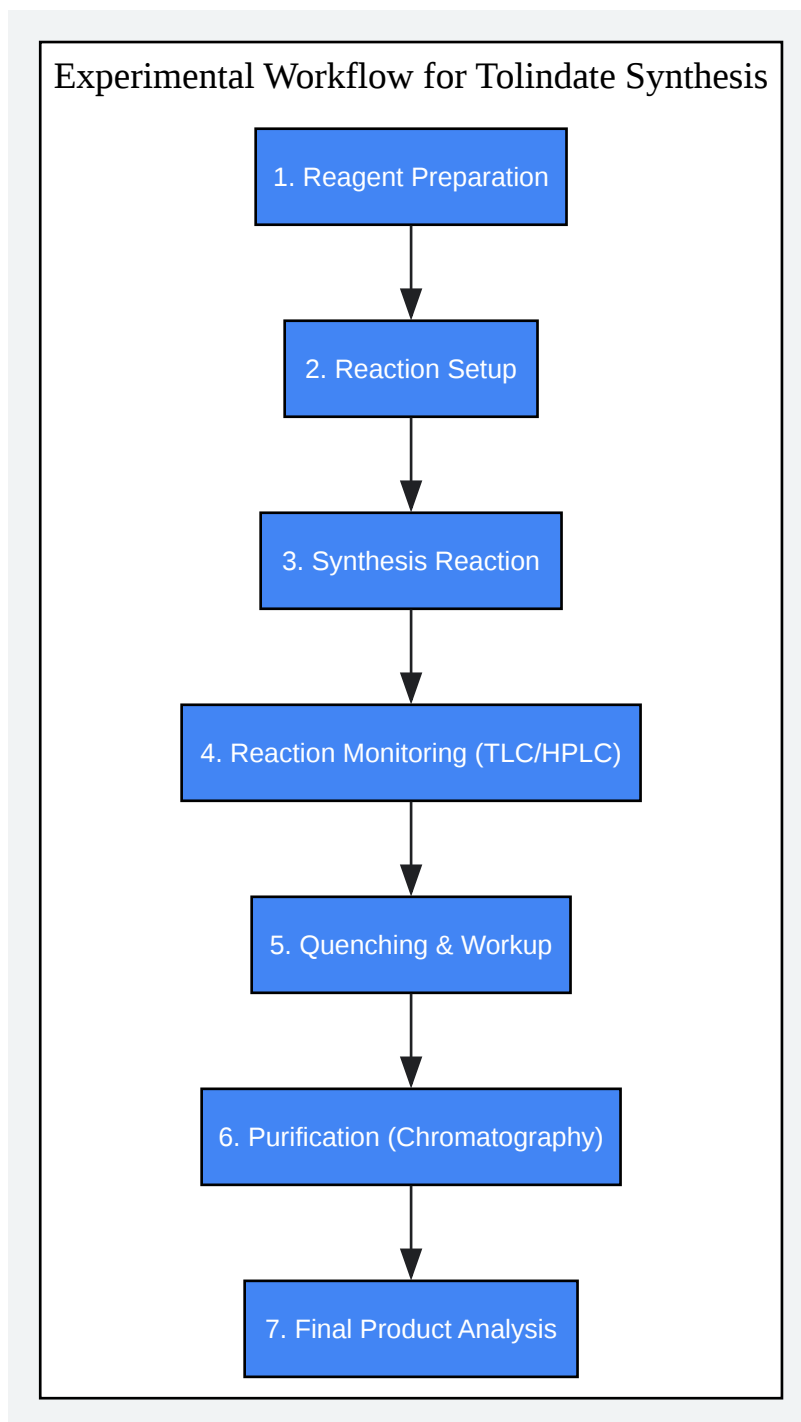 Experimental Workflow for Tolindate Synthesis
1. Reagent Preparation
2. Reaction Setup
3. Synthesis Reaction
4. Reaction Monitoring (TLC/HPLC)
5. Quenching & Workup
6. Purification (Chromatography)
7. Final Product Analysis